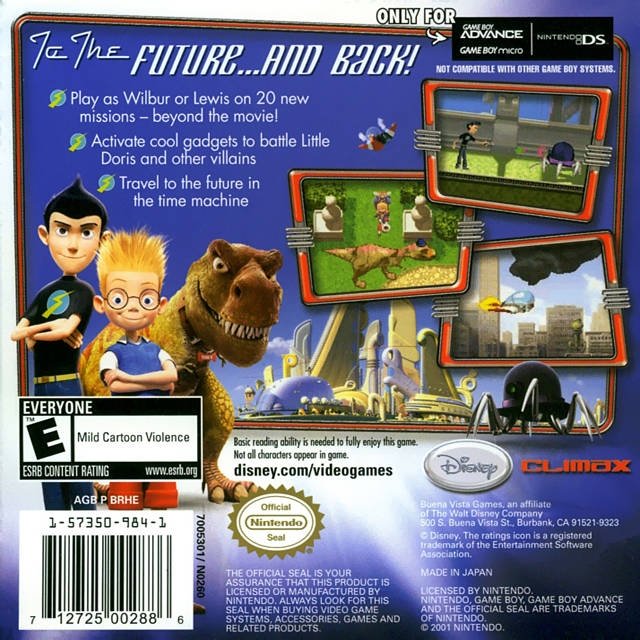 ONLY FOR
GAME BOY
ADVANCE
GAME BOY micro
NINTENDO DS™
NOT COMPATIBLE WITH OTHER GAME BOY SYSTEMS.
To The FUTURE...AND BACK!
Play as Wilbur or Lewis on 20 new
missions – beyond the movie!
Activate cool gadgets to battle Little
Doris and other villains
Travel to the future in
the time machine
EVERYONE
E™
Mild Cartoon Violence
ESRB CONTENT RATING www.esrb.org
Basic reading ability is needed to fully enjoy this game.
Not all characters appear in game.
disney.com/videogames
Disney
CLIMAX
AGB P BRHE
1-57350-984-1
7 12725 00288 6
7005301/ N0260
Official
Nintendo
Seal
THE OFFICIAL SEAL IS YOUR
ASSURANCE THAT THIS PRODUCT IS
LICENSED OR MANUFACTURED BY
NINTENDO. ALWAYS LOOK FOR THIS
SEAL WHEN BUYING VIDEO GAME
SYSTEMS, ACCESSORIES, GAMES AND
RELATED PRODUCTS.
Buena Vista Games, an affiliate
of The Walt Disney Company
500 S. Buena Vista St., Burbank, CA 91521-9323
© Disney. The ratings icon is a registered
trademark of the Entertainment Software
Association.
MADE IN JAPAN
LICENSED BY NINTENDO.
NINTENDO, GAME BOY, GAME BOY ADVANCE
AND THE OFFICIAL SEAL ARE TRADEMARKS
OF NINTENDO.
© 2001 NINTENDO.